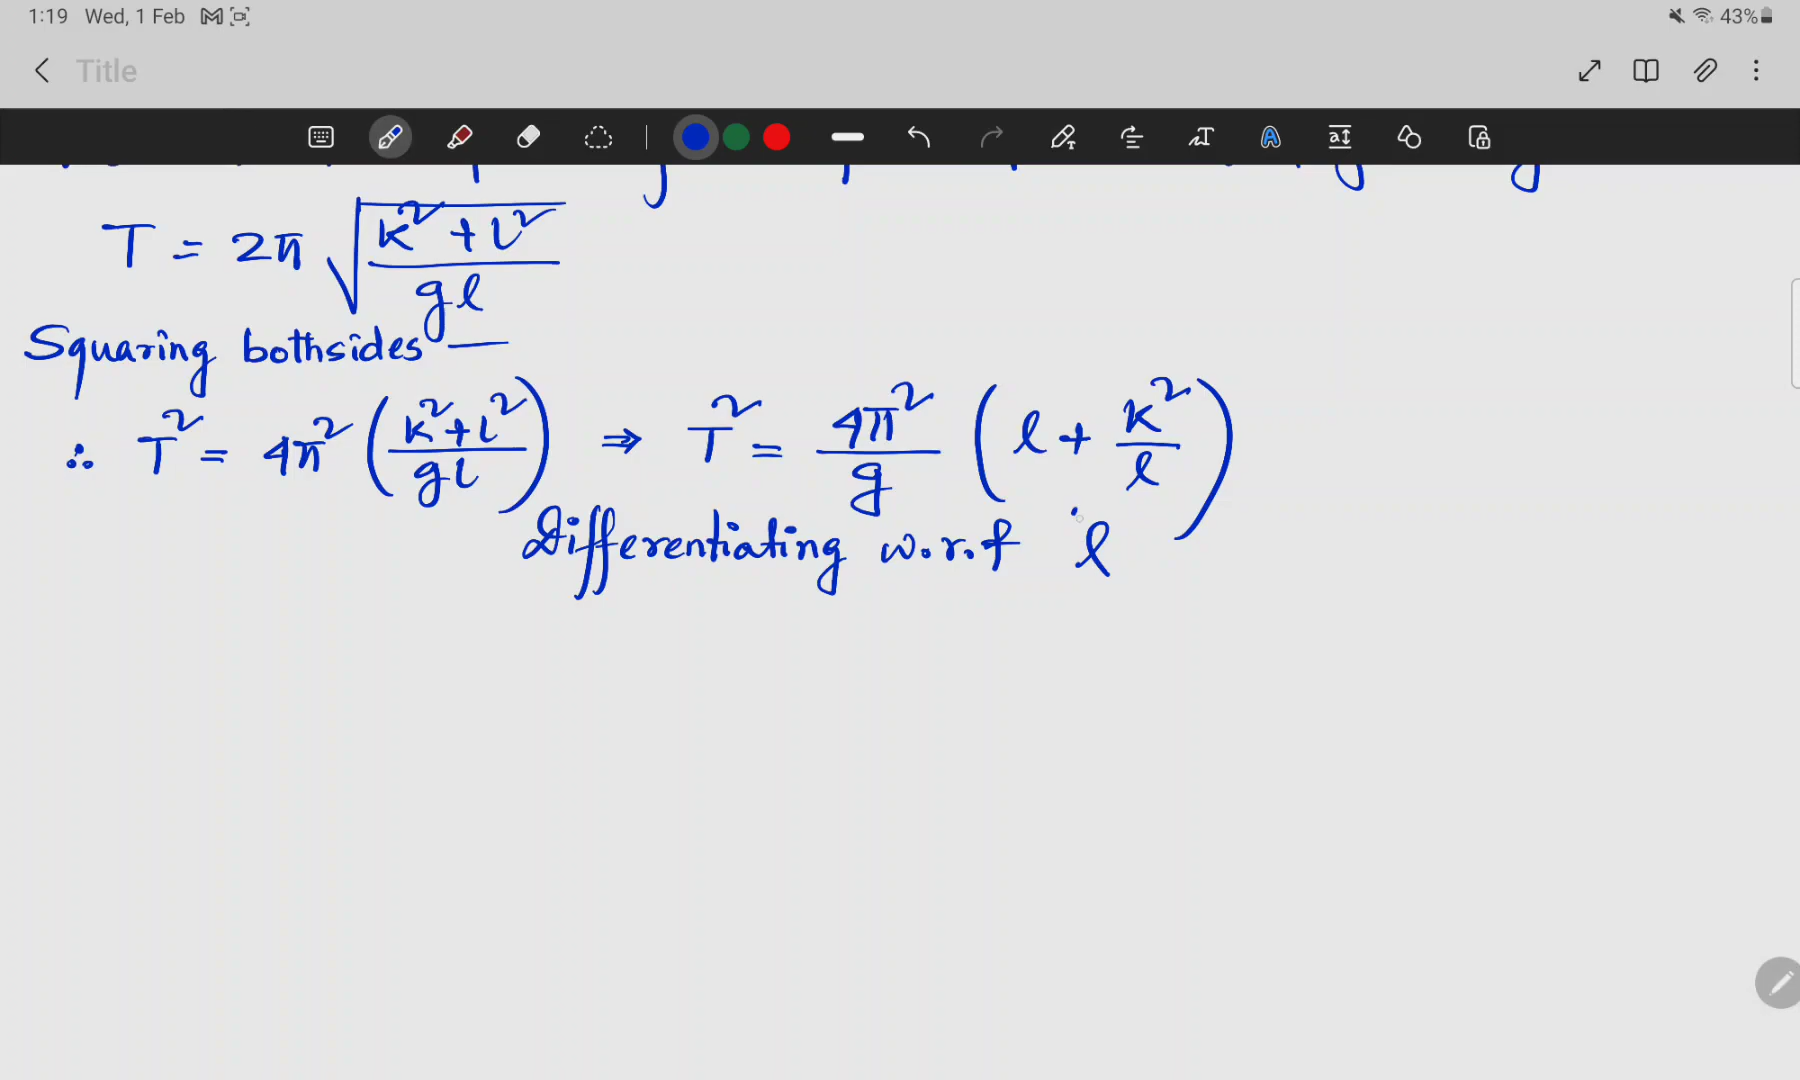 1:19 Wed, 1 Feb 43%
Title
T = 2π √((k² + l²)/(gl))
Squaring bothsides —
∴ T² = 4π² ((k² + l²)/(gl)) ⇒ T² = (4π²/g) (l + k²/l)
Differentiating w.r.t 'l